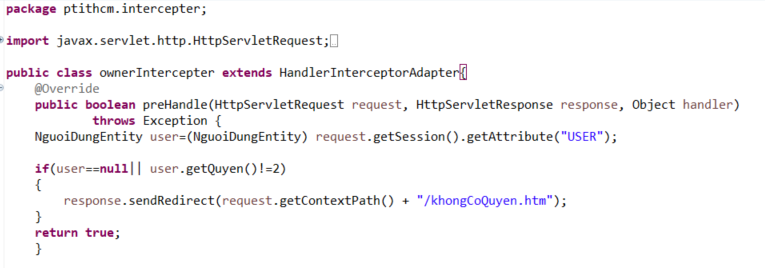 package ptithcm.intercepter;
import javax.servlet.http.HttpServletRequest;
public class ownerIntercepter extends HandlerInterceptorAdapter{
@Override
public boolean preHandle(HttpServletRequest request, HttpServletResponse response, Object handler)
throws Exception {
NguoiDungEntity user=(NguoiDungEntity) request.getSession().getAttribute("USER");
if(user==null|| user.getQuyen()!=2)
{
response.sendRedirect(request.getContextPath() + "/khongCoQuyen.htm");
}
return true;
}